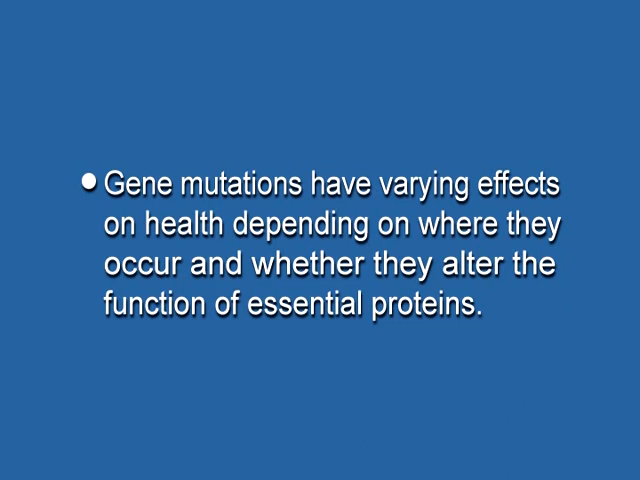 • Gene mutations have varying effects
on health depending on where they
occur and whether they alter the
function of essential proteins.